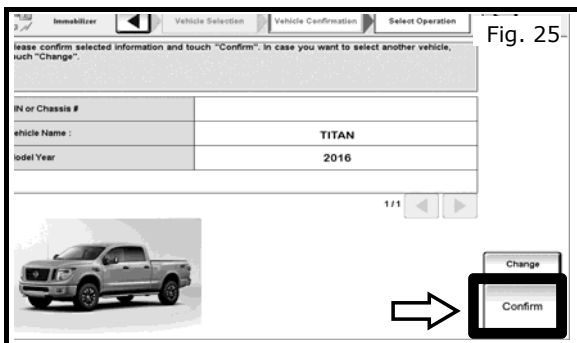 Immobilizer
Vehicle Selection
Vehicle Confirmation
Select Operation
Fig. 25
lease confirm selected information and touch "Confirm". In case you want to select another vehicle,
ouch "Change".
IN or Chassis #
ehicle Name : TITAN
odel Year 2016
1/1
Change
Confirm